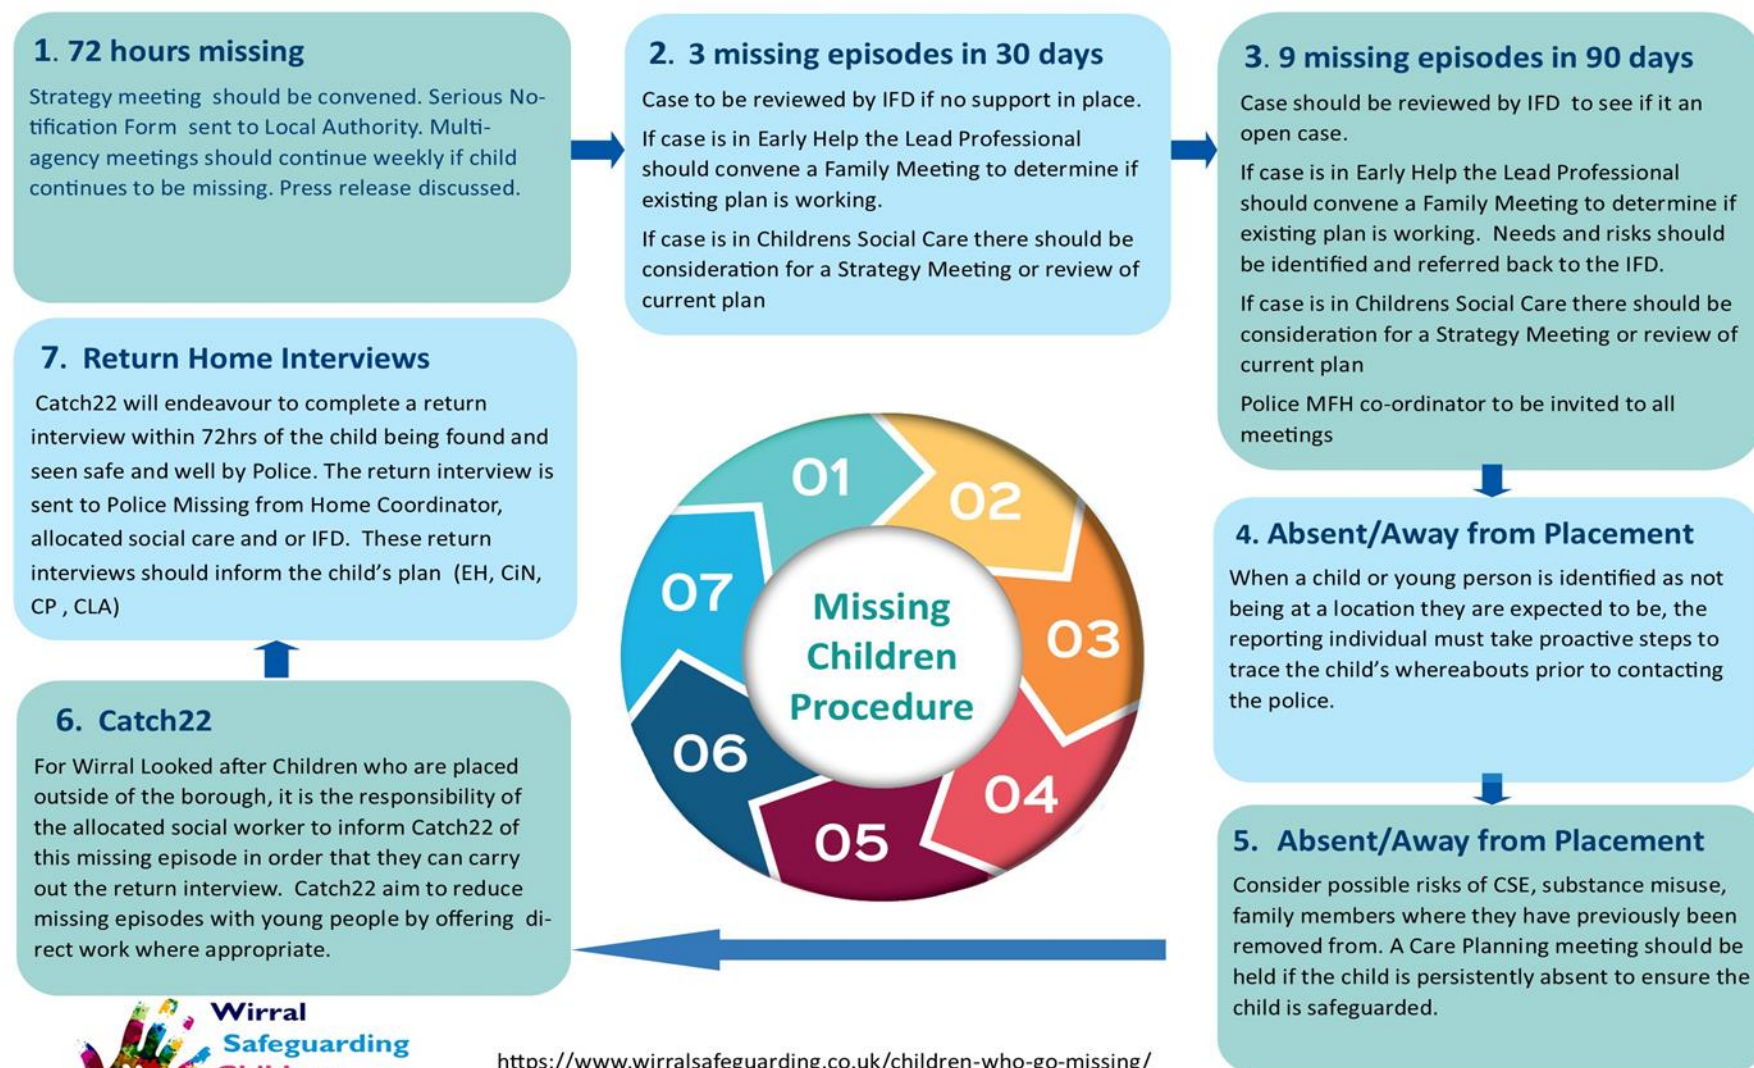 1. 72 hours missing
Strategy meeting should be convened. Serious No-
tification Form sent to Local Authority. Multi-
agency meetings should continue weekly if child
continues to be missing. Press release discussed.
2. 3 missing episodes in 30 days
Case to be reviewed by IFD if no support in place.
If case is in Early Help the Lead Professional
should convene a Family Meeting to determine if
existing plan is working.
If case is in Childrens Social Care there should be
consideration for a Strategy Meeting or review of
current plan
3. 9 missing episodes in 90 days
Case should be reviewed by IFD to see if it an
open case.
If case is in Early Help the Lead Professional
should convene a Family Meeting to determine if
existing plan is working. Needs and risks should
be identified and referred back to the IFD.
If case is in Childrens Social Care there should be
consideration for a Strategy Meeting or review of
current plan
Police MFH co-ordinator to be invited to all
meetings
4. Absent/Away from Placement
When a child or young person is identified as not
being at a location they are expected to be, the
reporting individual must take proactive steps to
trace the child's whereabouts prior to contacting
the police.
5. Absent/Away from Placement
Consider possible risks of CSE, substance misuse,
family members where they have previously been
removed from. A Care Planning meeting should be
held if the child is persistently absent to ensure the
child is safeguarded.
6. Catch22
For Wirral Looked after Children who are placed
outside of the borough, it is the responsibility of
the allocated social worker to inform Catch22 of
this missing episode in order that they can carry
out the return interview. Catch22 aim to reduce
missing episodes with young people by offering di-
rect work where appropriate.
7. Return Home Interviews
Catch22 will endeavour to complete a return
interview within 72hrs of the child being found and
seen safe and well by Police. The return interview is
sent to Police Missing from Home Coordinator,
allocated social care and or IFD. These return
interviews should inform the child's plan (EH, CiN,
CP , CLA)
01
02
03
04
05
06
07
Missing
Children
Procedure
Wirral
Safeguarding
https://www.wirralsafeguarding.co.uk/children-who-go-missing/